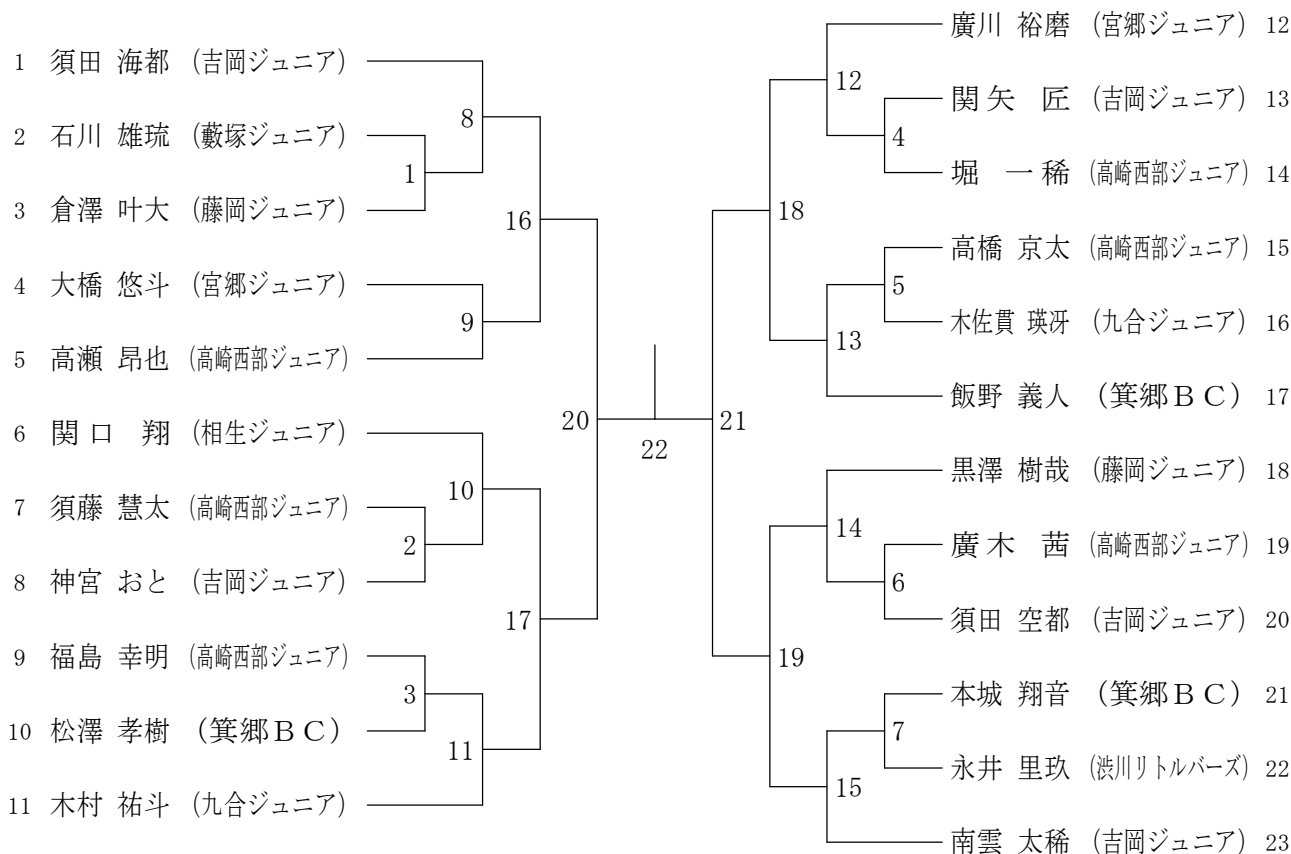 1 須田 海都 (吉岡ジュニア)
2 石川 雄琉 (藪塚ジュニア)
3 倉澤 叶大 (藤岡ジュニア)
4 大橋 悠斗 (宮郷ジュニア)
5 高瀬 昂也 (高崎西部ジュニア)
6 関口 翔 (相生ジュニア)
7 須藤 慧太 (高崎西部ジュニア)
8 神宮 おと (吉岡ジュニア)
9 福島 幸明 (高崎西部ジュニア)
10 松澤 孝樹 (箕郷ＢＣ)
11 木村 祐斗 (九合ジュニア)
8
1
16
9
20
10
2
17
3
11
22
12
4
18
5
13
21
14
6
19
7
15
廣川 裕磨 (宮郷ジュニア) 12
関矢 匠 (吉岡ジュニア) 13
堀 一稀 (高崎西部ジュニア) 14
高橋 京太 (高崎西部ジュニア) 15
木佐貫 瑛冴 (九合ジュニア) 16
飯野 義人 (箕郷ＢＣ) 17
黒澤 樹哉 (藤岡ジュニア) 18
廣木 茜 (高崎西部ジュニア) 19
須田 空都 (吉岡ジュニア) 20
本城 翔音 (箕郷ＢＣ) 21
永井 里玖 (渋川リトルバーズ) 22
南雲 太稀 (吉岡ジュニア) 23